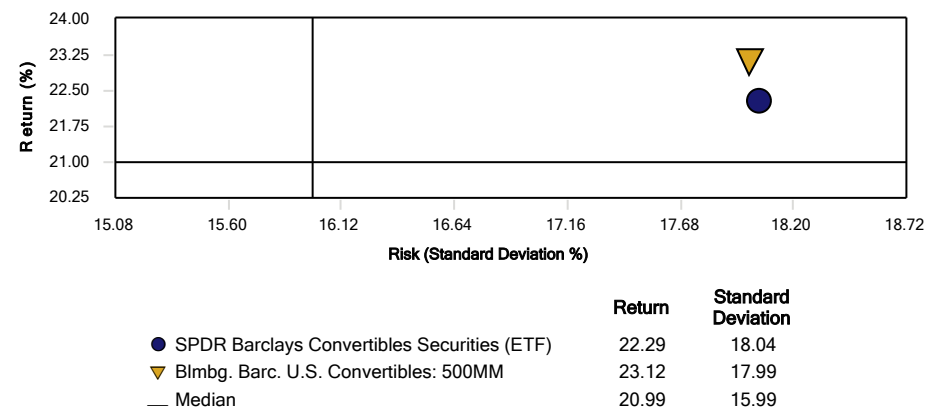 24.00
23.25
22.50
21.75
21.00
20.25
Return (%)
15.08 15.60 16.12 16.64 17.16 17.68 18.20 18.72
Risk (Standard Deviation %)
Return Standard Deviation
SPDR Barclays Convertibles Securities (ETF) 22.29 18.04
Blmbg. Barc. U.S. Convertibles: 500MM 23.12 17.99
Median 20.99 15.99